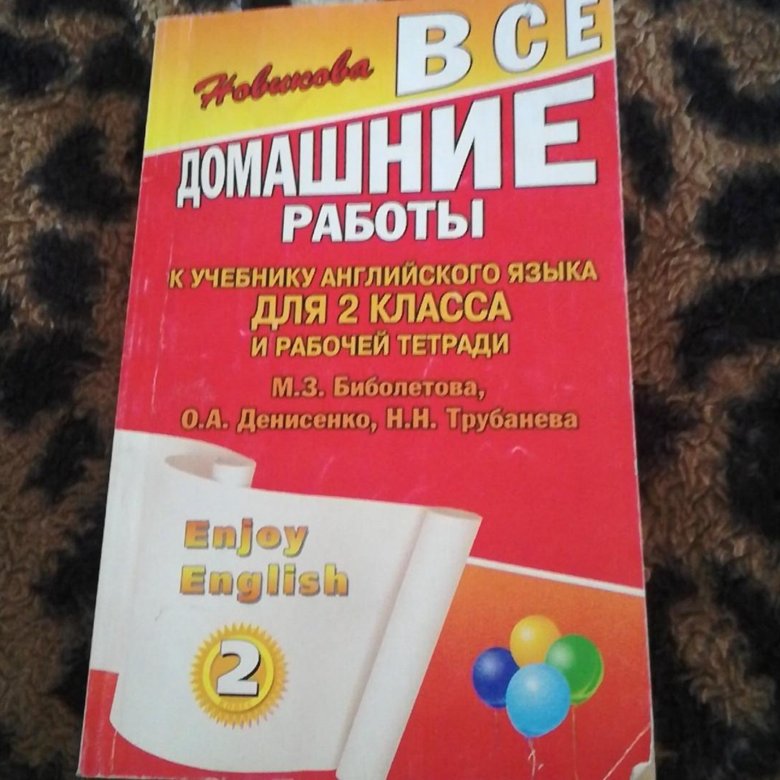 Новикова
ВСЕ
ДОМАШНИЕ
РАБОТЫ
К УЧЕБНИКУ АНГЛИЙСКОГО ЯЗЫКА
ДЛЯ 2 КЛАССА
И РАБОЧЕЙ ТЕТРАДИ
М.З. Биболетова,
О.А. Денисенко, Н.Н. Трубанева
Enjoy
English
2